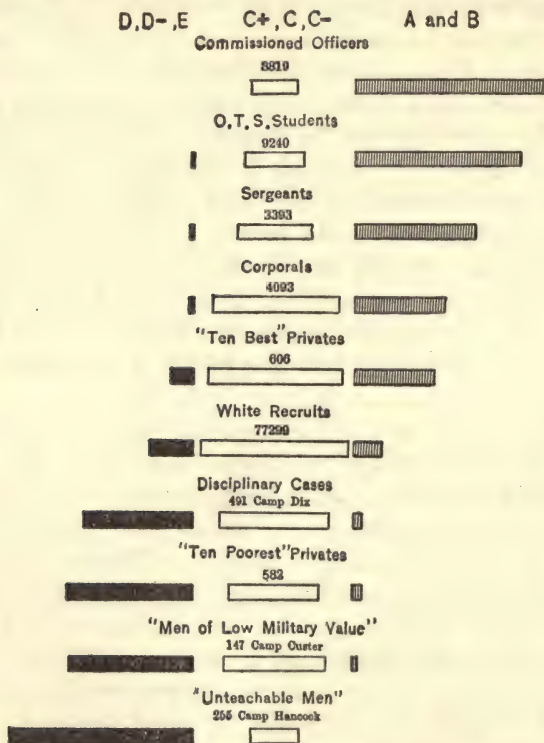 D,D-,E C+,C,C- A and B
Commissioned Officers
8819
O.T.S. Students
9240
Sergeants
3393
Corporals
4093
"Ten Best" Privates
606
White Recruits
77299
Disciplinary Cases
491 Camp Dix
"Ten Poorest" Privates
582
"Men of Low Military Value"
147 Camp Custer
"Unteachable Men"
255 Camp Hancock